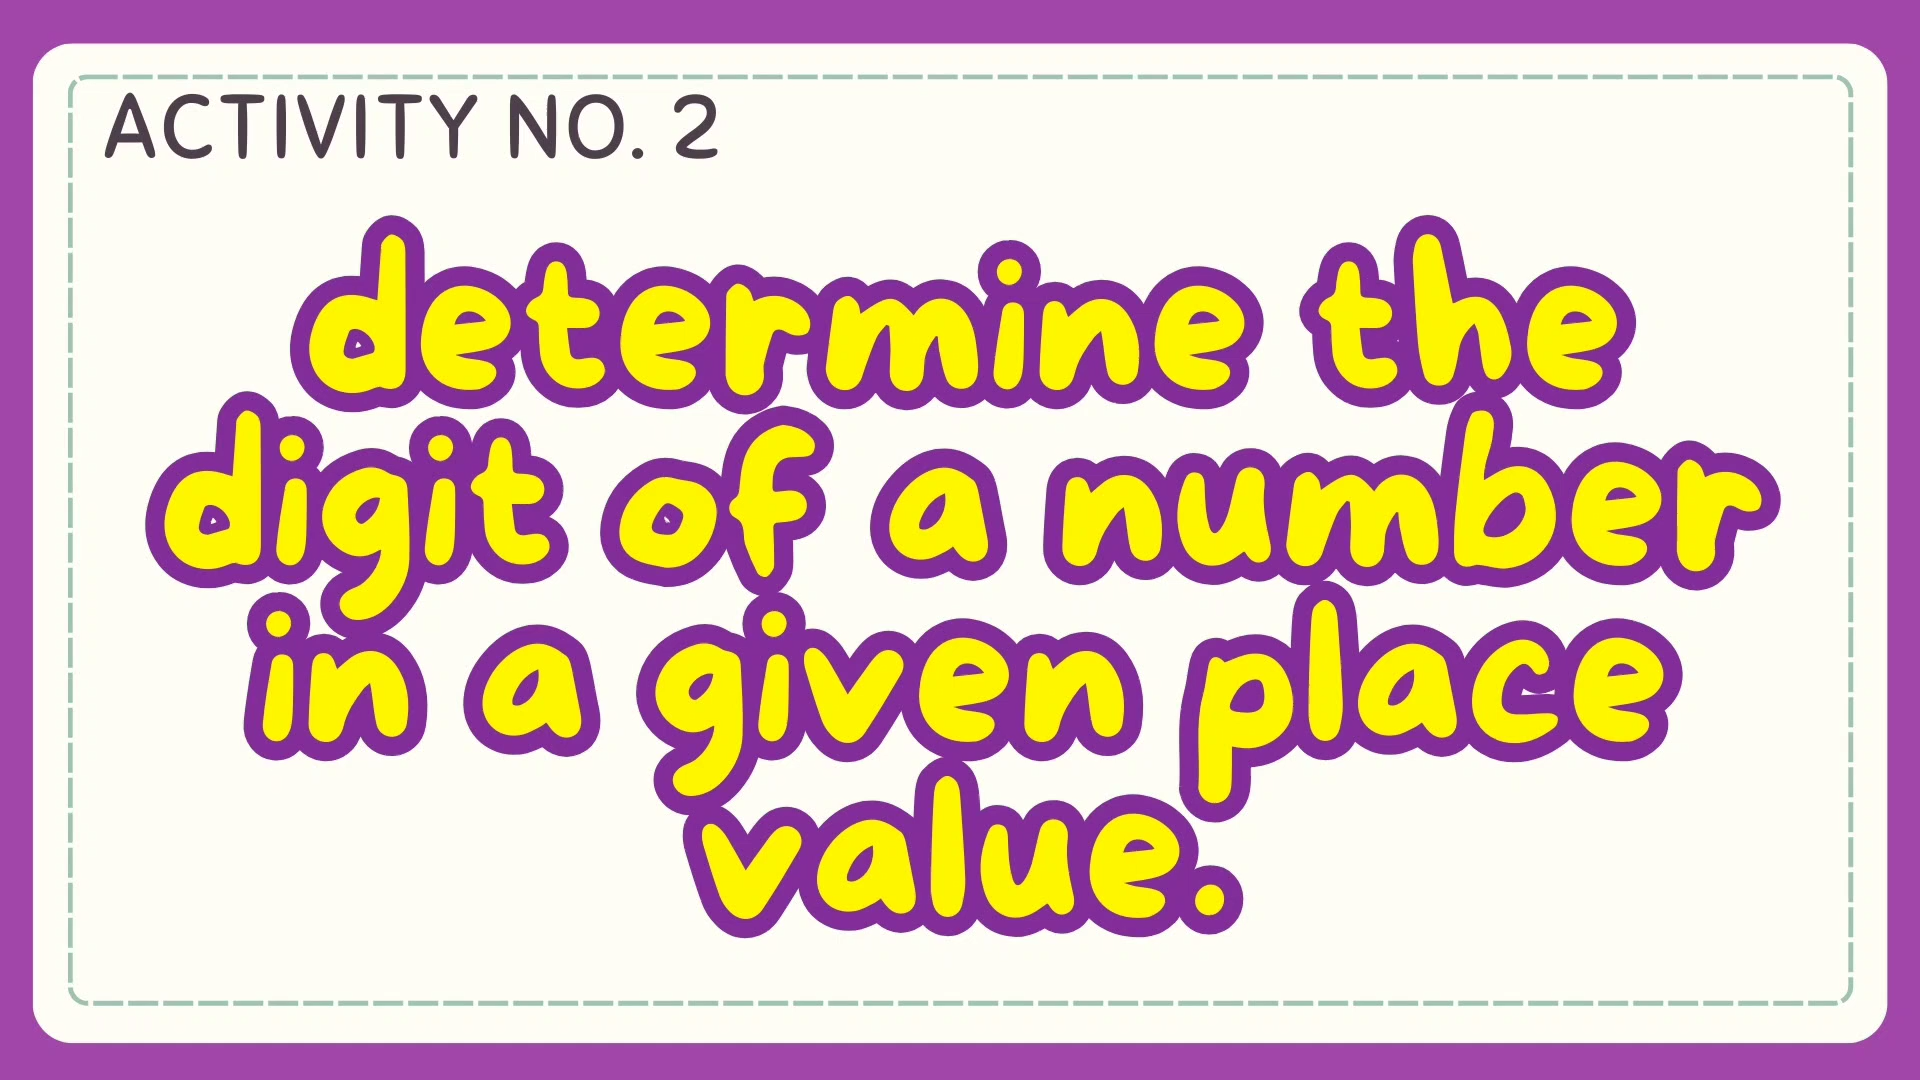 ACTIVITY NO. 2
determine the
digit of a number
in a given place
value.